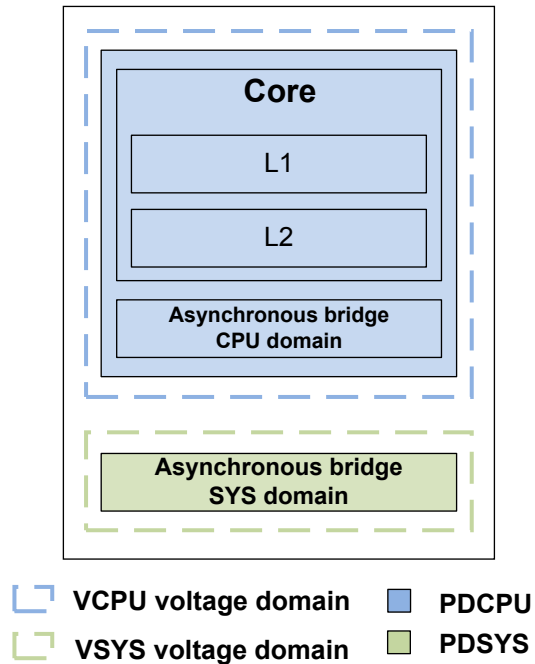 Core
L1
L2
Asynchronous bridge
CPU domain
Asynchronous bridge
SYS domain
VCPU voltage domain
PDCPU
VSYS voltage domain
PDSYS